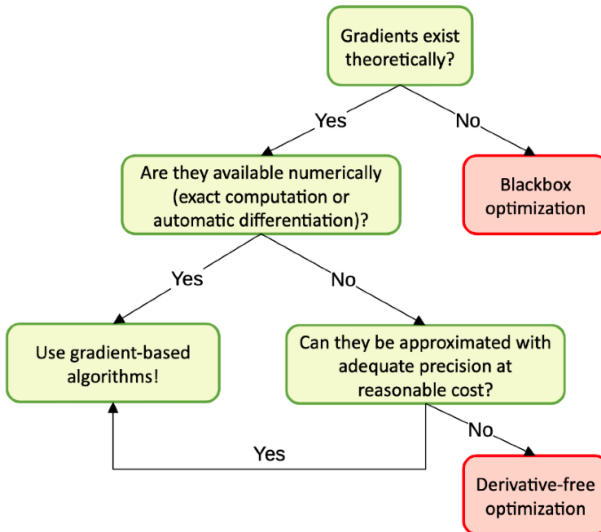 Gradients exist
theoretically?
Yes
No
Are they available numerically
(exact computation or
automatic differentiation)?
Blackbox
optimization
Yes
No
Use gradient-based
algorithms!
Can they be approximated with
adequate precision at
reasonable cost?
Yes
No
Derivative-free
optimization